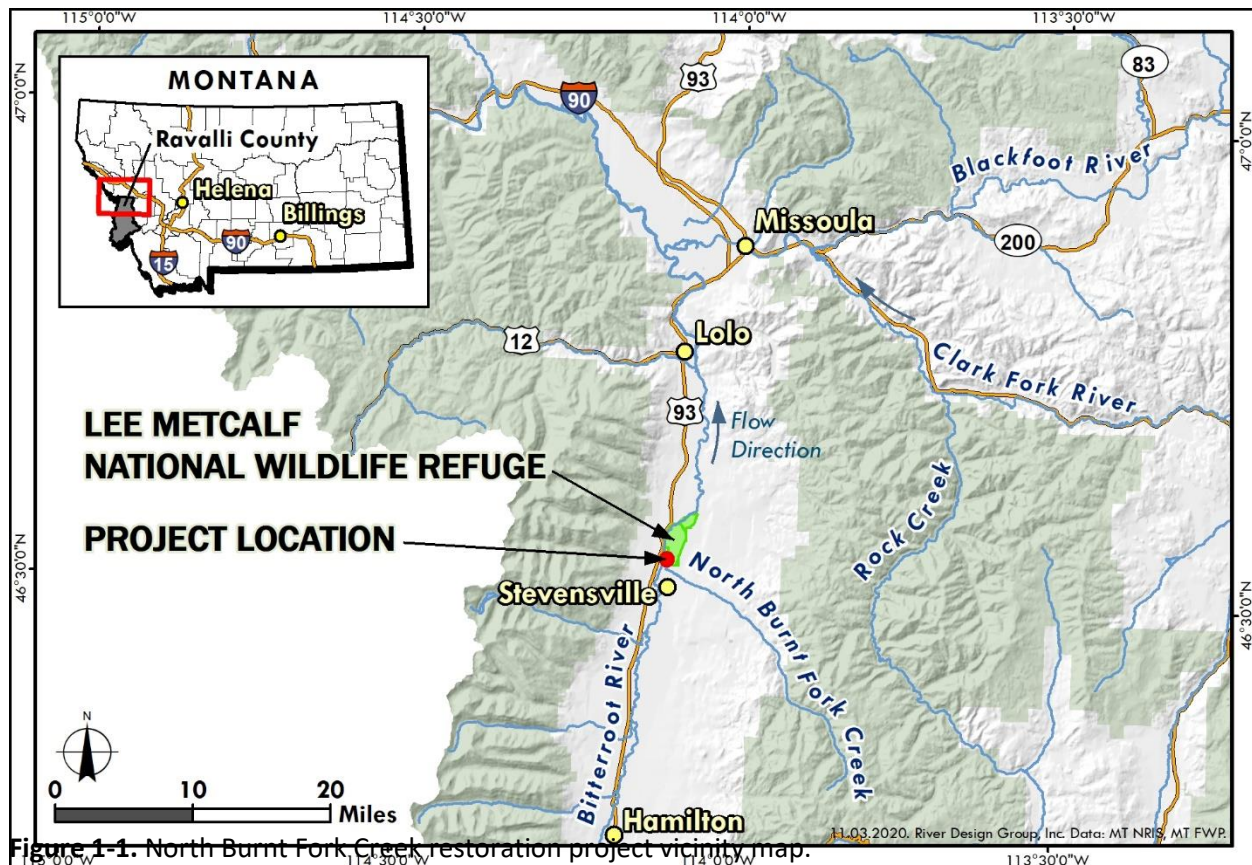 115°0'0"W
114°30'0"W
114°0'0"W
113°30'0"W
47°0'0"N
47°0'0"N
MONTANA
Ravalli County
Helena
Billings
90
15
90
93
83
Blackfoot River
200
Missoula
12
Lolo
93
Flow
Direction
Clark Fork River
LEE METCALF
NATIONAL WILDLIFE REFUGE
Rock Creek
PROJECT LOCATION
46°30'0"N
46°30'0"N
Stevensville
North Burnt Fork Creek
Bitterroot River
N
0 10 20
Miles
Hamilton
11.03.2020. River Design Group, Inc. Data: MT NRIS, MT FWP.
Figure 1-1. North Burnt Fork Creek restoration project vicinity map.
115°0'0"W
114°30'0"W
114°0'0"W
113°30'0"W